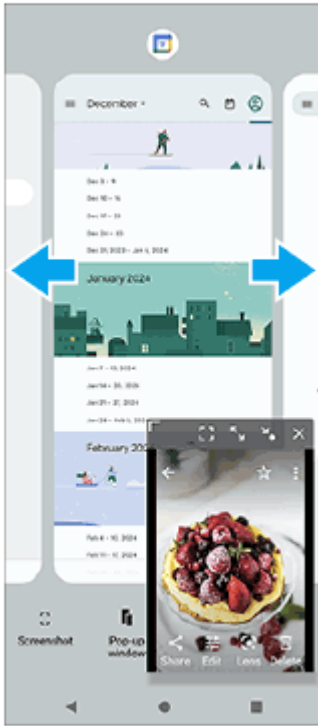 December
Dec 3 - 9
Dec 10 - 16
Dec 17 - 23
Dec 24 - 30
Dec 31, 2023 - Jan 6, 2024
January 2024
Jan 7 - 13, 2024
Jan 14 - 20, 2024
Jan 21 - 27, 2024
Jan 28 - Feb 3, 
February 202
Feb 4 - 10, 2024
Feb 11 - 17, 2024
Share Edit Lens Delete
Screenshot
Pop-up
window